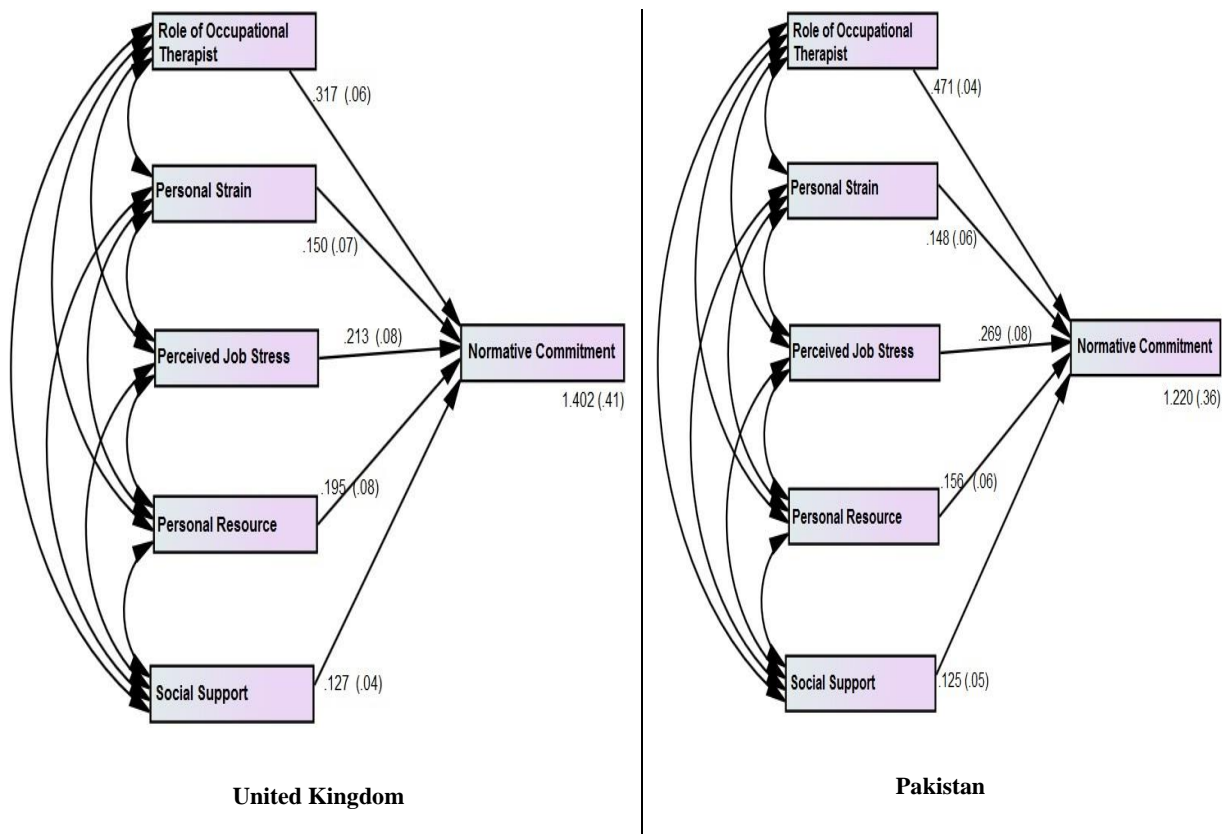 Role of Occupational
Therapist
.317 (.06)
Personal Strain
.150 (.07)
Perceived Job Stress
.213 (.08)
Normative Commitment
1.402 (.41)
Personal Resource
.195 (.08)
Social Support
.127 (.04)
United Kingdom
Role of Occupational
Therapist
.471 (.04)
Personal Strain
.148 (.06)
Perceived Job Stress
.269 (.08)
Normative Commitment
1.220 (.36)
Personal Resource
.156 (.06)
Social Support
.125 (.05)
Pakistan